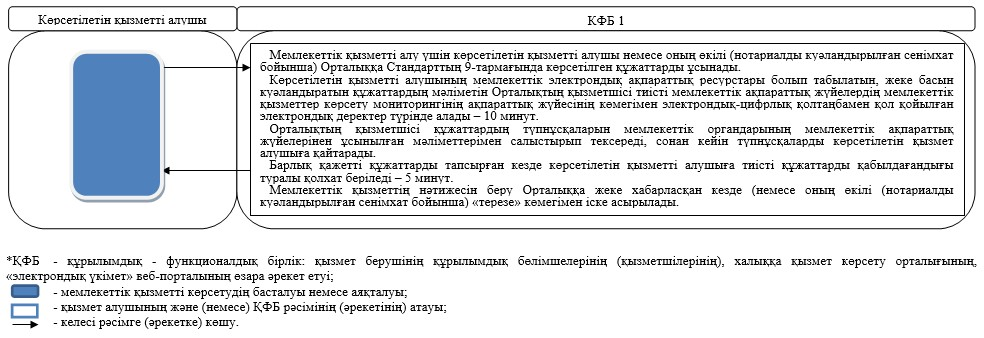 Көрсетілетін қызметті алушы
КФБ 1
Мемлекеттік қызметті алу үшін көрсетілетін қызметті алушы немесе оның өкілі (нотариалды куәландырылған сенімхат
бойынша) Орталыққа Стандарттың 9-тармағында көрсетілген құжаттарды ұсынады.
Көрсетілетін қызметті алушының мемлекеттік электрондық ақпараттық ресурстары болып табылатын, жеке басын
куәландыратын құжаттардың мәліметін Орталықтың қызметшісі тиісті мемлекеттік ақпараттық жүйелердің мемлекеттік
қызметтер көрсету мониторингінің ақпараттық жүйесінің көмегімен электрондық-цифрлық қолтаңбамен қол қойылған
электрондық деректер түрінде алады – 10 минут.
Орталықтың қызметшісі құжаттардың түпнұсқаларын мемлекеттік органдарының мемлекеттік ақпараттық
жүйелерінен ұсынылған мәліметтерімен салыстырып тексереді, сонан кейін түпнұсқаларды көрсетілетін қызмет
алушыға қайтарады.
Барлық қажетті құжаттарды тапсырған кезде көрсетілетін қызметті алушыға тиісті құжаттарды қабылдағандығы
туралы қолхат беріледі – 5 минут.
Мемлекеттік қызметтің нәтижесін беру Орталыққа жеке хабарласқан кезде (немесе оның өкілі (нотариалды
куәландырылған сенімхат бойынша) «терезе» көмегімен іске асырылады.
*ҚФБ - құрылымдық - функционалдық бірлік: қызмет берушінің құрылымдық бөлімшелерінің (қызметшілерінің), халыққа қызмет көрсету орталығының,
«электрондық үкімет» веб-порталының өзара әрекет етуі;
- мемлекеттік қызметті көрсетудің басталуы немесе аяқталуы;
- қызмет алушының және (немесе) ҚФБ рәсімінің (әрекетінің) атауы;
- келесі рәсімге (әрекетке) көшу.